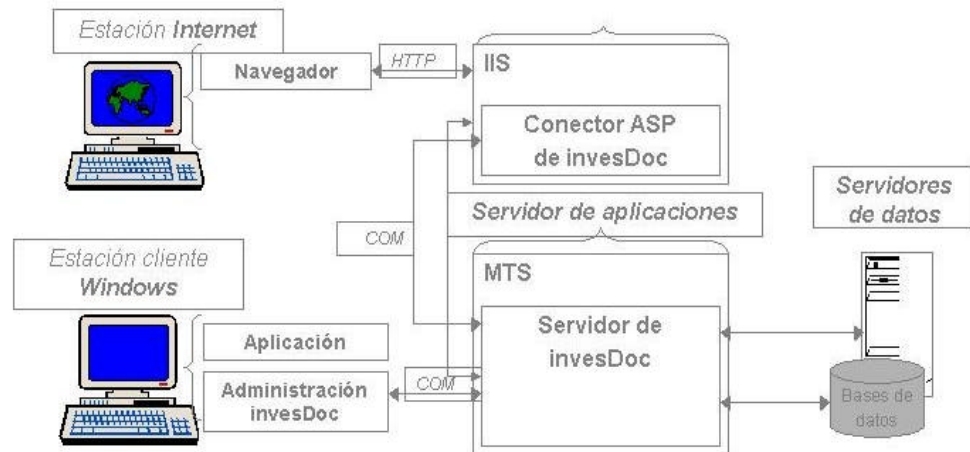 Estación Internet
Navegador
HTTP
IIS
Conector ASP
de invesDoc
Servidor de aplicaciones
Servidores
de datos
COM
Estación cliente
Windows
MTS
Aplicación
Servidor de
invesDoc
Administración
invesDoc
COM
Bases de
datos